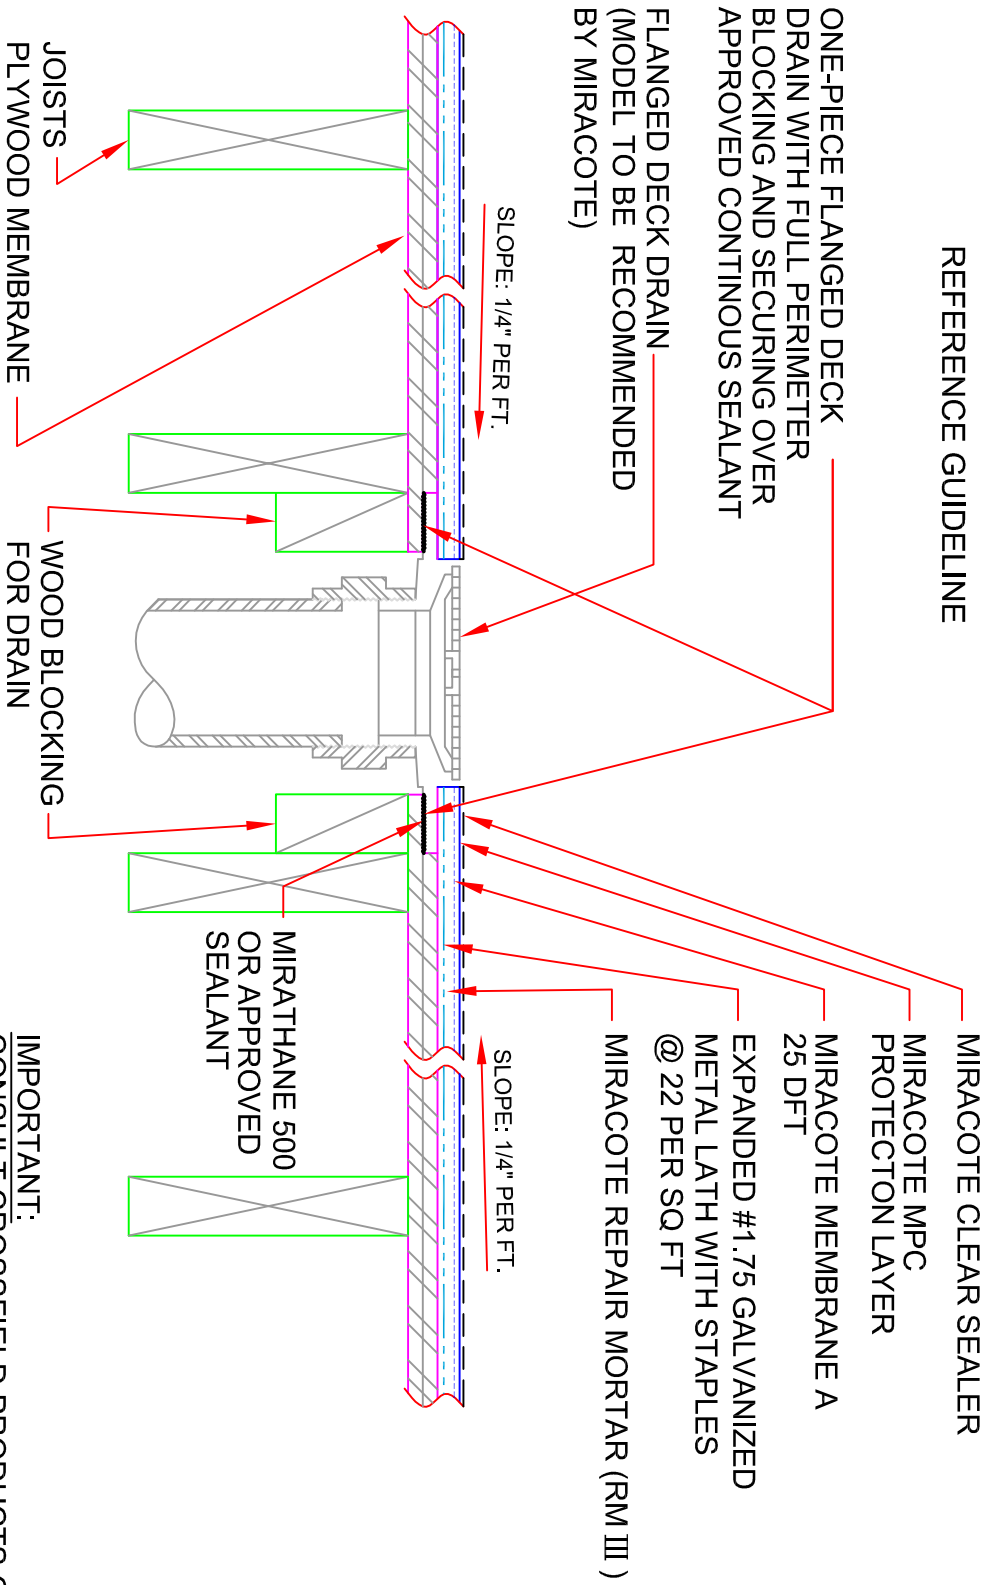 REFERENCE GUIDELINE
ONE-PIECE FLANGED DECK
DRAIN WITH FULL PERIMETER
BLOCKING AND SECURING OVER
APPROVED CONTINOUS SEALANT
FLANGED DECK DRAIN
(MODEL TO BE RECOMMENDED
BY MIRACOTE)
SLOPE: 1/4" PER FT.
JOISTS
PLYWOOD MEMBRANE
WOOD BLOCKING
FOR DRAIN
MIRACOTE CLEAR SEALER
MIRACOTE MPC
PROTECTON LAYER
MIRACOTE MEMBRANE A
25 DFT
EXPANDED #1.75 GALVANIZED
METAL LATH WITH STAPLES
@ 22 PER SQ FT
MIRACOTE REPAIR MORTAR (RM III )
SLOPE: 1/4" PER FT.
MIRATHANE 500
OR APPROVED
SEALANT
IMPORTANT:
CONSULT CROSSFIELD PRODUCTS